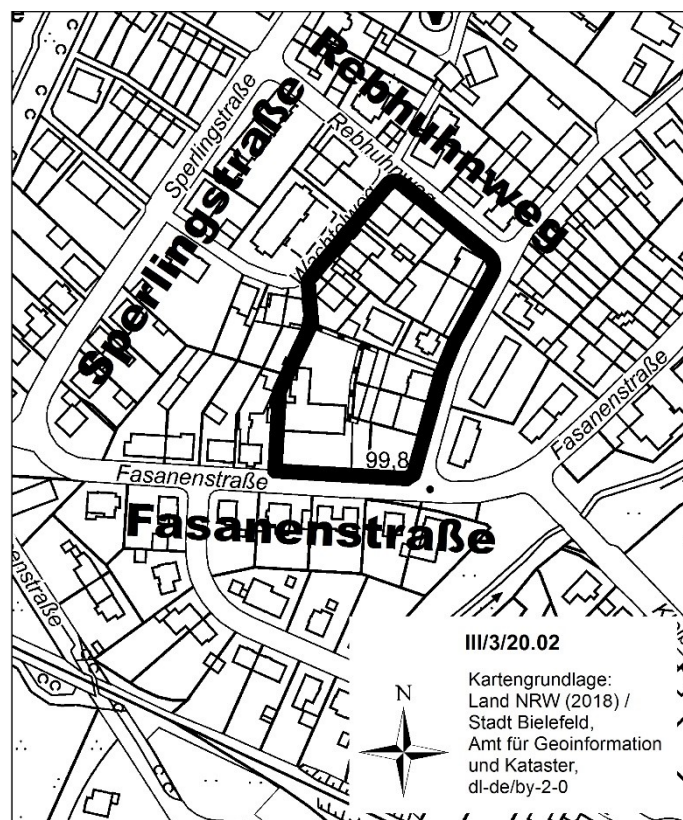 e
Rebhuhnweg
Sperlingstraße
Sperlingstraße
Rebhuhnweg
Wachtelweg
Fasanenstraße
99,8
Fasanenstraße
Fasanenstraße
enstraße
III/3/20.02
N
Kartengrundlage:
Land NRW (2018) /
Stadt Bielefeld,
Amt für Geoinformation
und Kataster,
dl-de/by-2-0